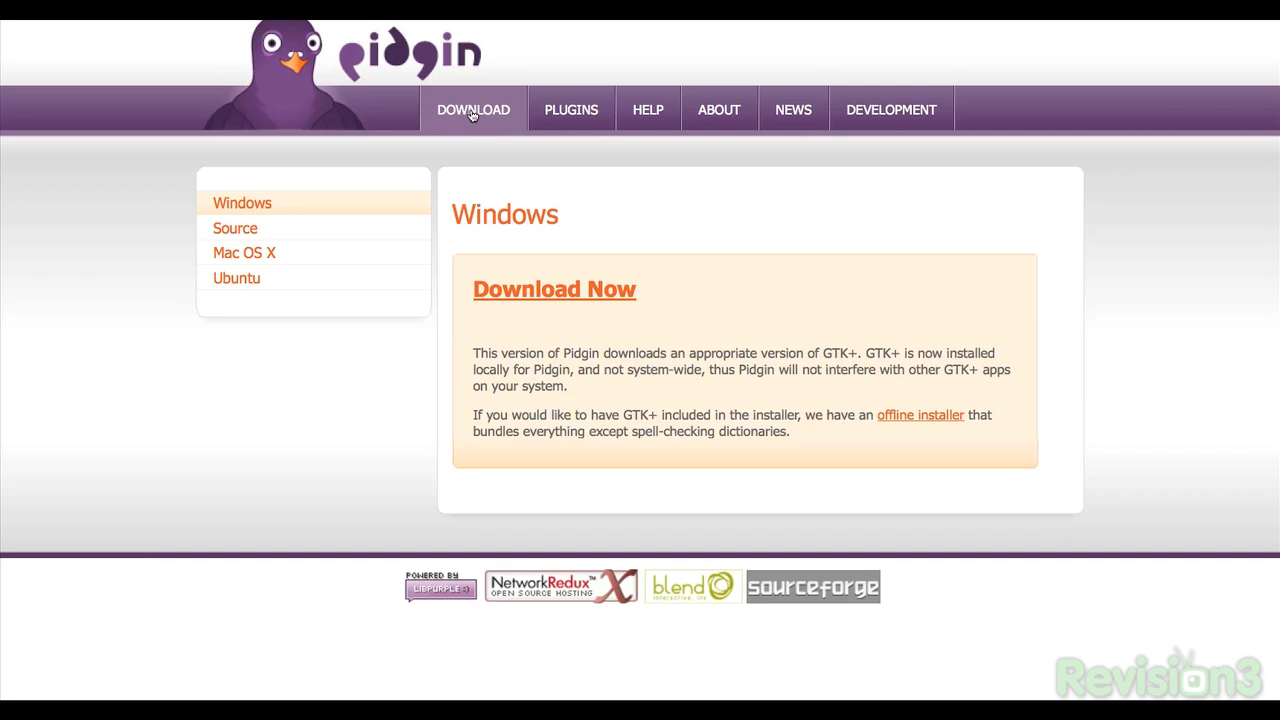 pidgin
DOWNLOAD PLUGINS HELP ABOUT NEWS DEVELOPMENT
Windows
Source
Mac OS X
Ubuntu
Windows
Download Now
This version of Pidgin downloads an appropriate version of GTK+. GTK+ is now installed
locally for Pidgin, and not system-wide, thus Pidgin will not interfere with other GTK+ apps
on your system.
If you would like to have GTK+ included in the installer, we have an offline installer that
bundles everything except spell-checking dictionaries.
POWERED BY
LIBPURPLE :)
NetworkRedux™
OPEN SOURCE HOSTING
blend
interactive, inc
sourceforge
Revision3